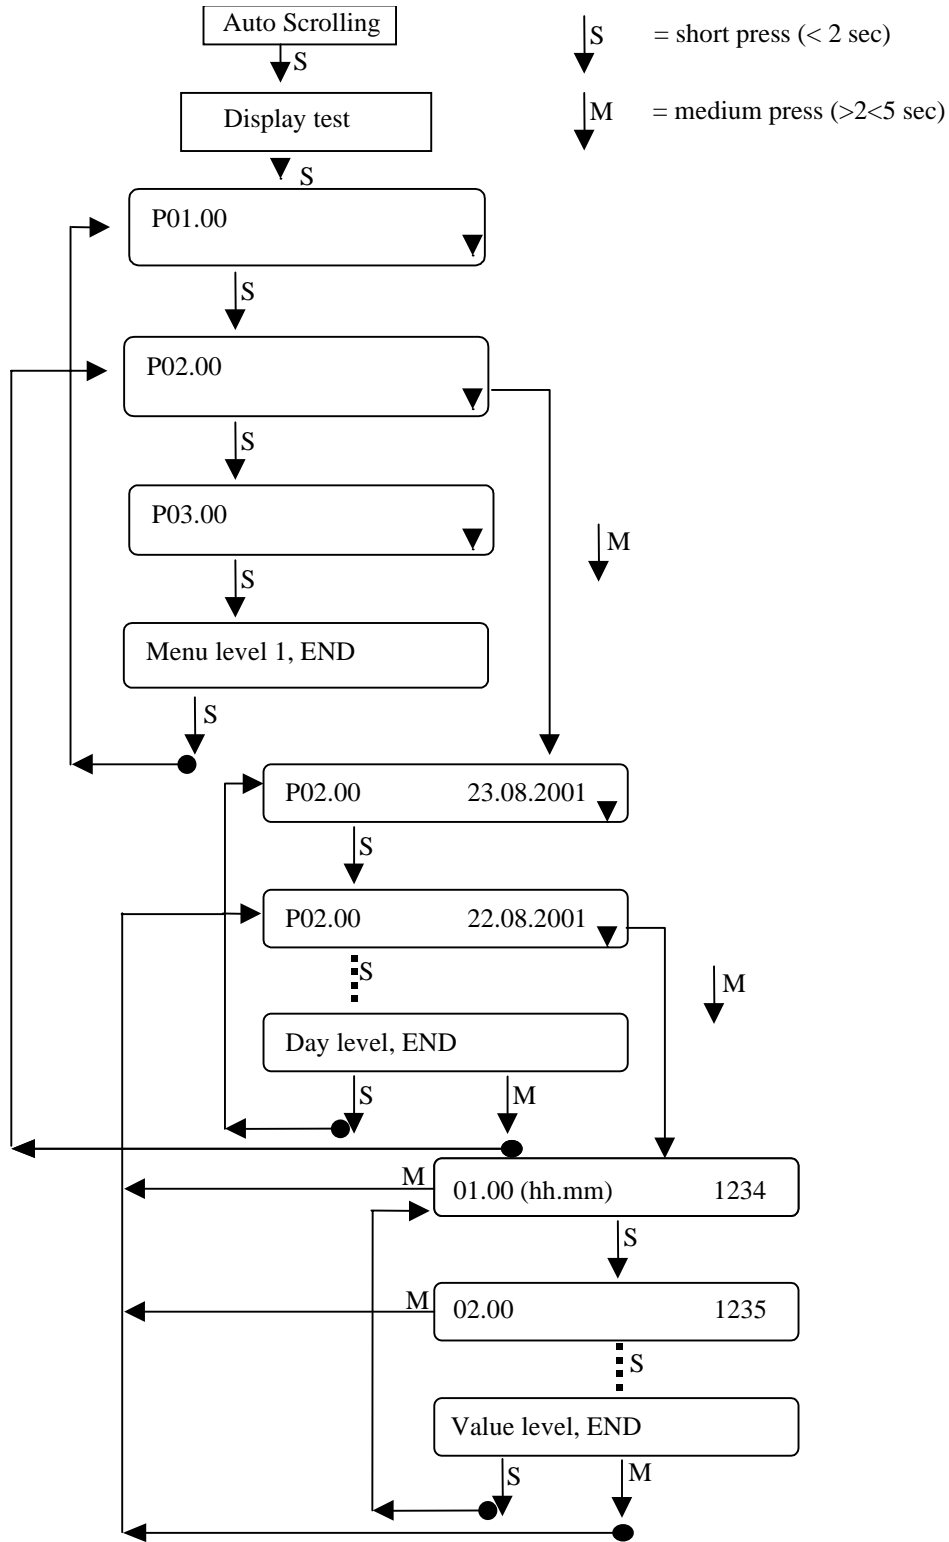 Auto Scrolling
S = short press (< 2 sec)
S
M = medium press (>2<5 sec)
Display test
S
P01.00
S
P02.00
S
P03.00
M
S
Menu level 1, END
S
P02.00 23.08.2001
S
P02.00 22.08.2001
S
M
Day level, END
S M
M
01.00 (hh.mm) 1234
S
M
02.00 1235
S
Value level, END
S M